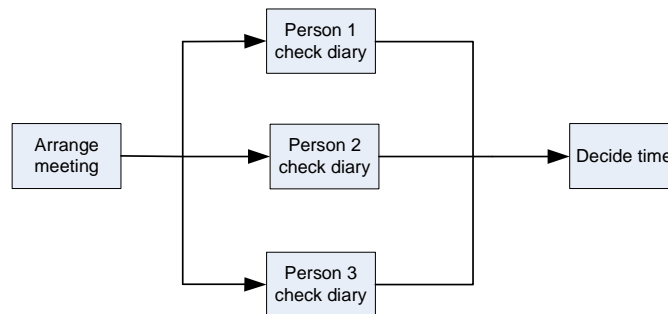 Person 1
check diary
Arrange
meeting
Person 2
check diary
Decide time
Person 3
check diary